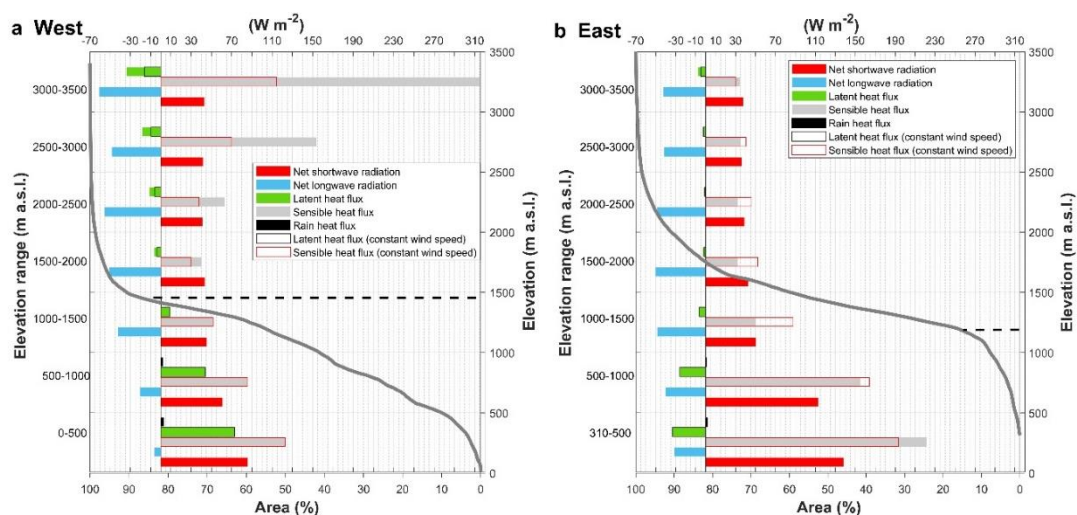 a West
(W m⁻²)
-70 -30 -10 10 30 70 110 150 190 230 270 310
3500
3000
2500
2000
1500
1000
500
0
3000-3500
2500-3000
2000-2500
1500-2000
1000-1500
500-1000
0-500
Elevation range (m a.s.l.)
Elevation (m a.s.l.)
Net shortwave radiation
Net longwave radiation
Latent heat flux
Sensible heat flux
Rain heat flux
Latent heat flux (constant wind speed)
Sensible heat flux (constant wind speed)
100 90 80 70 60 50 40 30 20 10 0
Area (%)
b East
(W m⁻²)
-70 -30 -10 10 30 70 110 150 190 230 270 310
3500
3000
2500
2000
1500
1000
500
0
3000-3500
2500-3000
2000-2500
1500-2000
1000-1500
500-1000
310-500
Elevation range (m a.s.l.)
Elevation (m a.s.l.)
Net shortwave radiation
Net longwave radiation
Latent heat flux
Sensible heat flux
Rain heat flux
Latent heat flux (constant wind speed)
Sensible heat flux (constant wind speed)
100 90 80 70 60 50 40 30 20 10 0
Area (%)